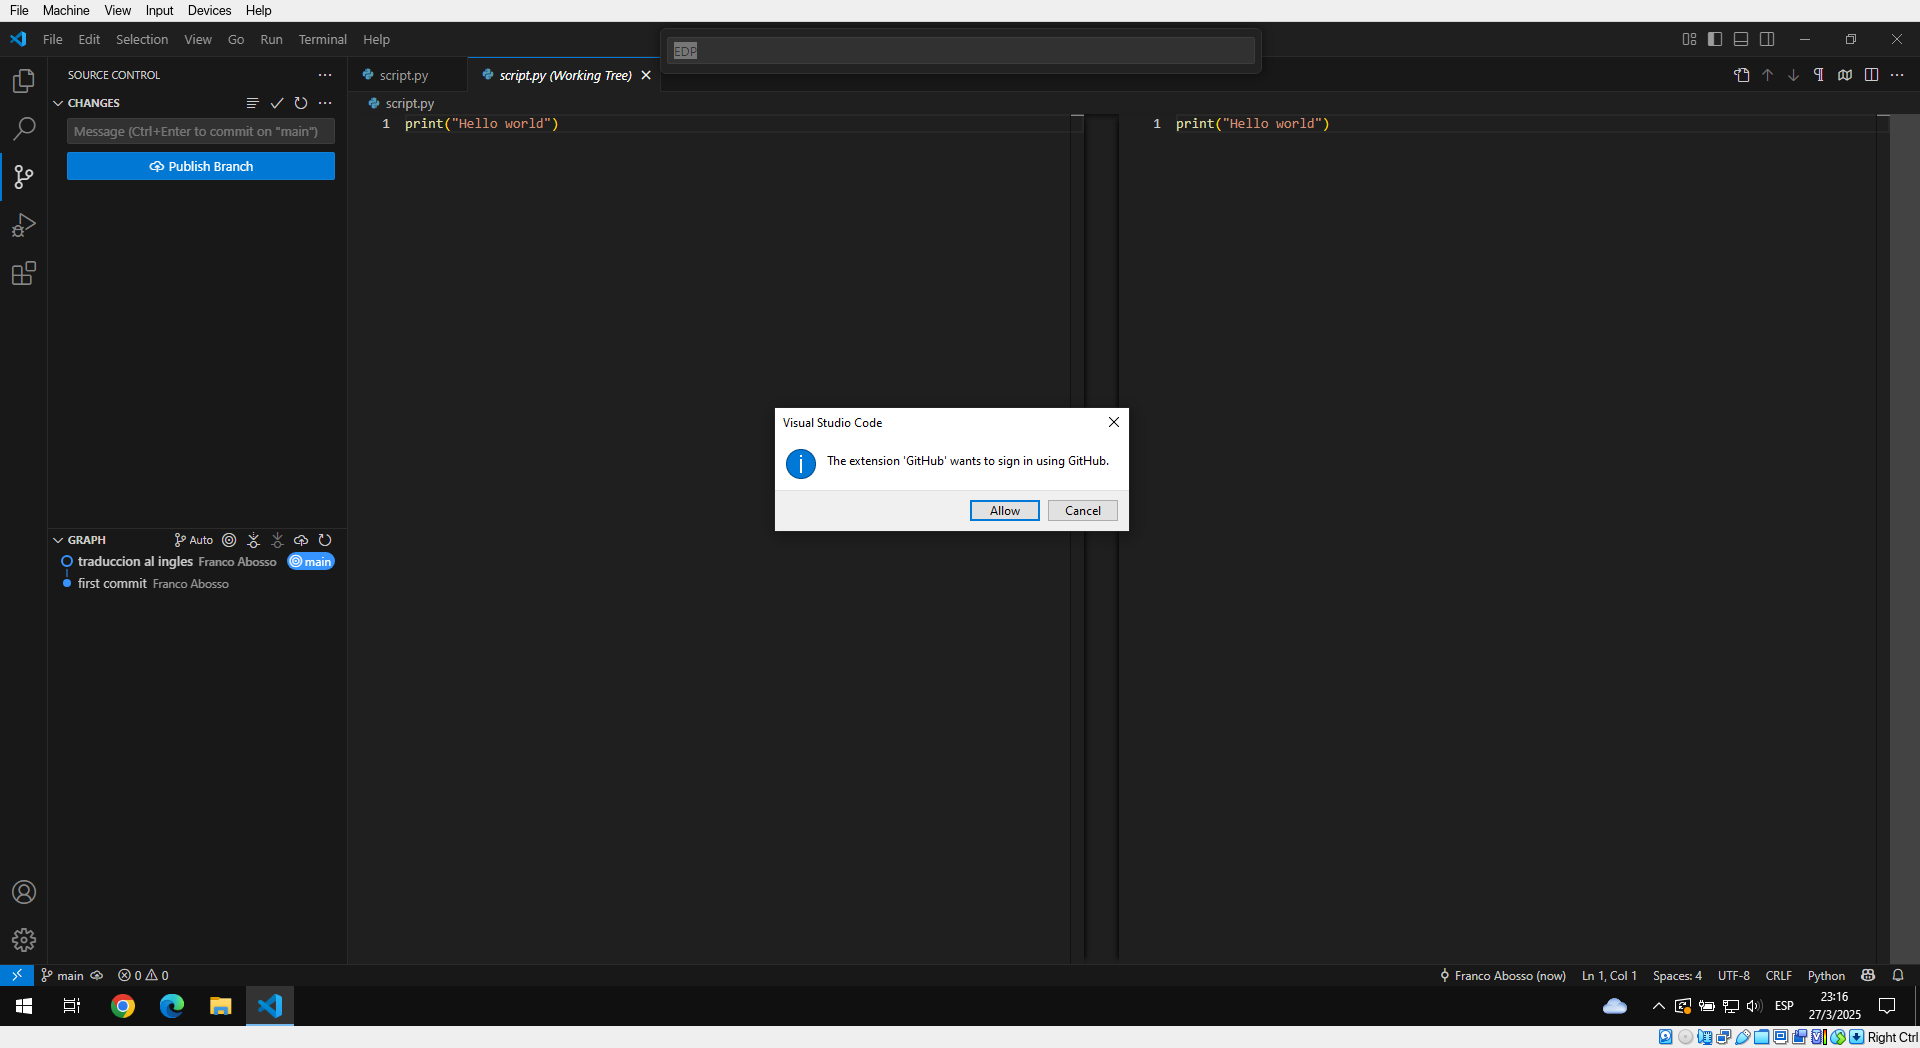 File Machine View Input Devices Help
File Edit Selection View Go Run Terminal Help
EDP
SOURCE CONTROL
script.py
script.py (Working Tree)
CHANGES
script.py
Message (Ctrl+Enter to commit on "main")
1 print("Hello world")
1 print("Hello world")
Publish Branch
Visual Studio Code
The extension 'GitHub' wants to sign in using GitHub.
Allow Cancel
GRAPH Auto
traduccion al ingles Franco Abosso main
first commit Franco Abosso
main 0 0
Franco Abosso (now) Ln 1, Col 1 Spaces: 4 UTF-8 CRLF Python
ESP
23:16
27/3/2025
Right Ctrl